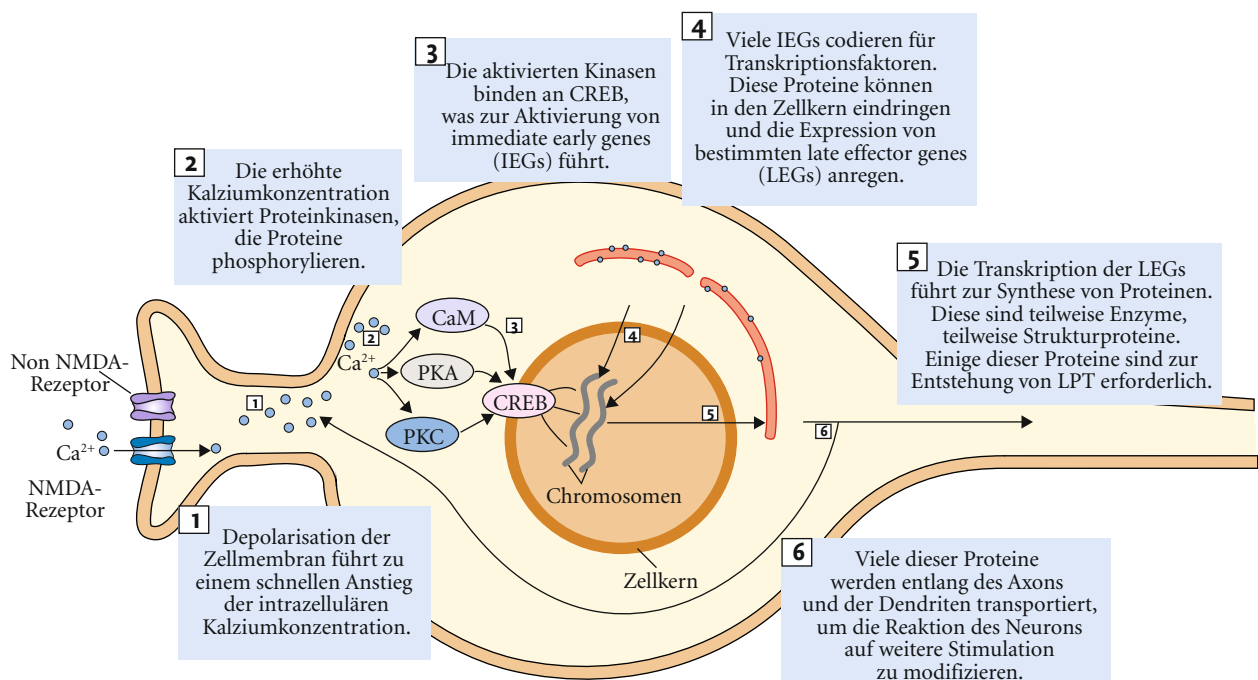 1
Depolarisation der
Zellmembran führt zu
einem schnellen Anstieg
der intrazellulären
Kalziumkonzentration.
2
Die erhöhte
Kalziumkonzentration
aktiviert Proteinkinasen,
die Proteine
phosphorylieren.
3
Die aktivierten Kinasen
binden an CREB,
was zur Aktivierung von
immediate early genes
(IEGs) führt.
4
Viele IEGs codieren für
Transkriptionsfaktoren.
Diese Proteine können
in den Zellkern eindringen
und die Expression von
bestimmten late effector genes
(LEGs) anregen.
5
Die Transkription der LEGs
führt zur Synthese von Proteinen.
Diese sind teilweise Enzyme,
teilweise Strukturproteine.
Einige dieser Proteine sind zur
Entstehung von LPT erforderlich.
6
Viele dieser Proteine
werden entlang des Axons
und der Dendriten transportiert,
um die Reaktion des Neurons
auf weitere Stimulation
zu modifizieren.
Non NMDA-
Rezeptor
Ca²⁺
NMDA-
Rezeptor
1
2
Ca²⁺
CaM
PKA
PKC
3
CREB
4
5
6
Chromosomen
Zellkern